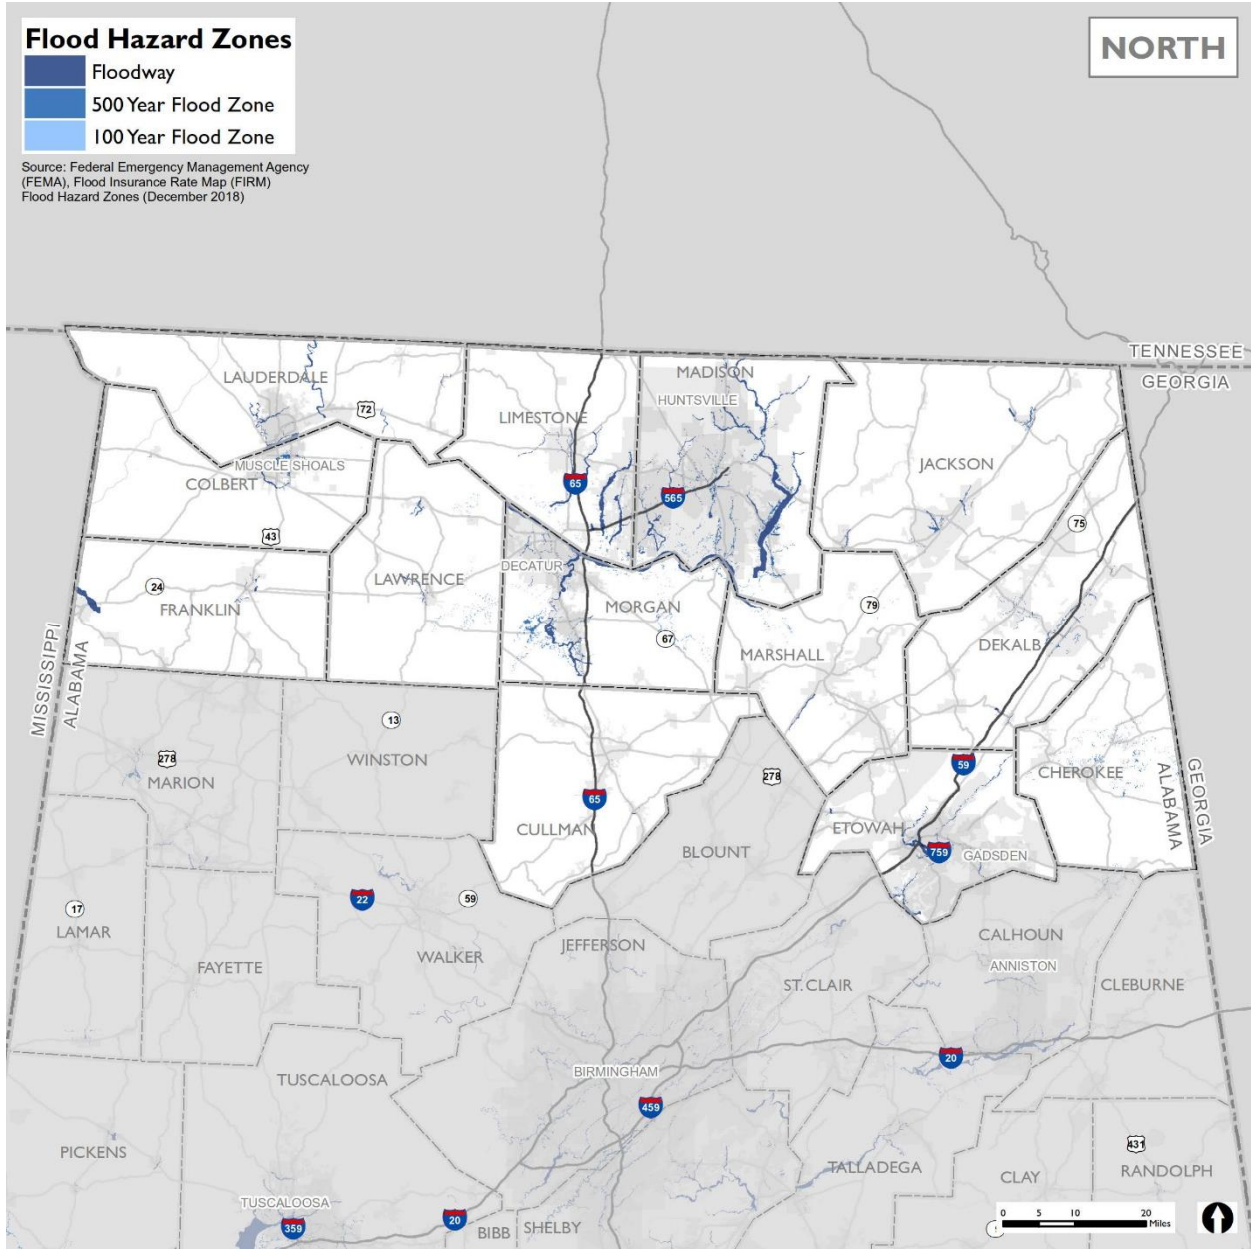 Flood Hazard Zones
Floodway
500 Year Flood Zone
100 Year Flood Zone
Source: Federal Emergency Management Agency
(FEMA), Flood Insurance Rate Map (FIRM)
Flood Hazard Zones (December 2018)
NORTH
TENNESSEE
GEORGIA
LAUDERDALE
MADISON
HUNTSVILLE
72
LIMESTONE
MUSCLE SHOALS
COLBERT
JACKSON
65
565
75
43
DECATUR
LAWRENCE
24
FRANKLIN
MORGAN
79
67
DEKALB
MARSHALL
MISSISSIPPI
ALABAMA
13
278
MARION
WINSTON
278
59
CHEROKEE
GEORGIA
ALABAMA
65
CULLMAN
ETOWAH
BLOUNT
759
GADSDEN
22
59
17
LAMAR
JEFFERSON
CALHOUN
WALKER
FAYETTE
ANNISTON
ST. CLAIR
CLEBURNE
20
BIRMINGHAM
TUSCALOOSA
459
PICKENS
431
TALLADEGA
CLAY
RANDOLPH
TUSCALOOSA
359
20
BIBB
SHELBY
0 5 10 20
Miles